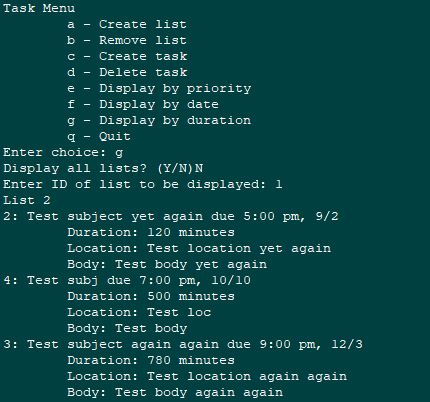 Task Menu
a - Create list
b - Remove list
c - Create task
d - Delete task
e - Display by priority
f - Display by date
g - Display by duration
q - Quit
Enter choice: g
Display all lists? (Y/N)N
Enter ID of list to be displayed: 1
List 2
2: Test subject yet again due 5:00 pm, 9/2
Duration: 120 minutes
Location: Test location yet again
Body: Test body yet again
4: Test subj due 7:00 pm, 10/10
Duration: 500 minutes
Location: Test loc
Body: Test body
3: Test subject again again due 9:00 pm, 12/3
Duration: 780 minutes
Location: Test location again again
Body: Test body again again